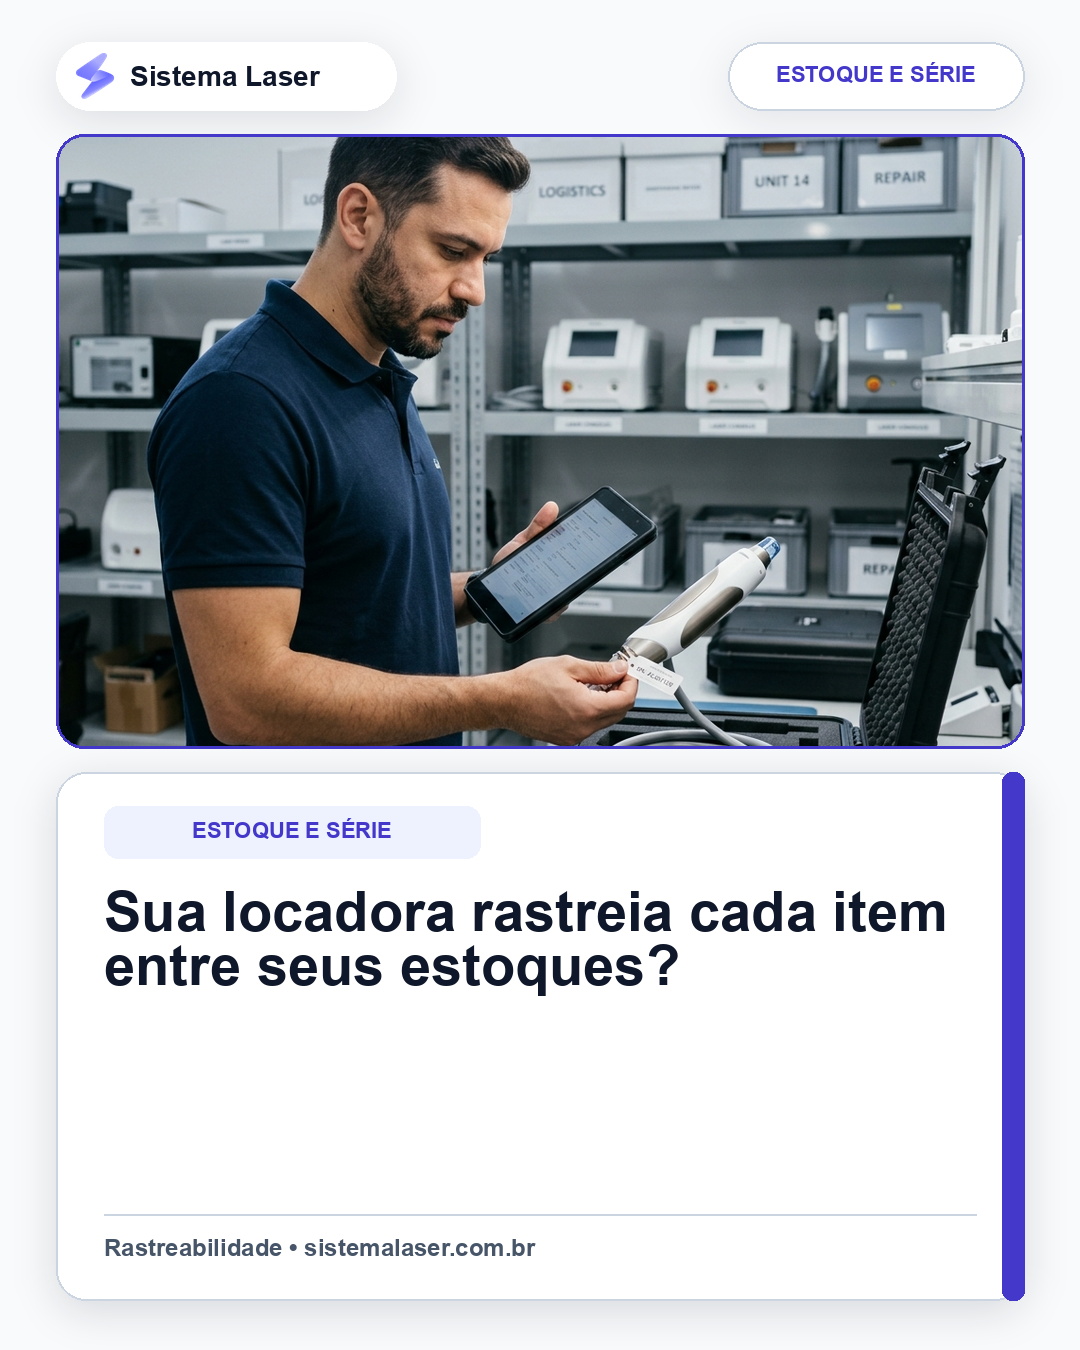 Sistema Laser
ESTOQUE E SÉRIE
LOGISTICS
UNIT 14
REPAIR
ESTOQUE E SÉRIE
Sua locadora rastreia cada item
entre seus estoques?
Rastreabilidade • sistemalaser.com.br